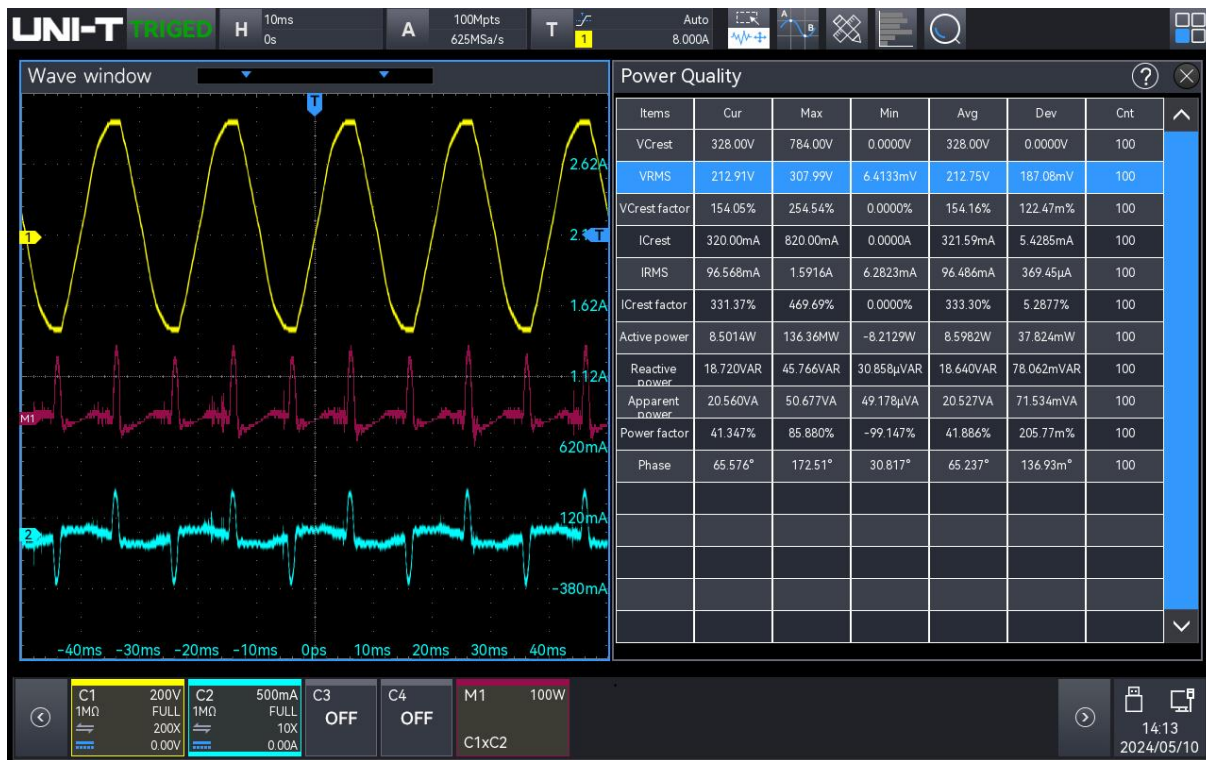 UNI-T TRIGED H 10ms 0s A 100Mpts 625MSa/s T 1 Auto 8.000A A B
Wave window
T
2.62A
1 T
1.62A
1.12A
M1
620mA
120mA
2
-380mA
-40ms -30ms -20ms -10ms 0ps 10ms 20ms 30ms 40ms
Power Quality ?
Items Cur Max Min Avg Dev Cnt
VCrest 328.00V 784.00V 0.0000V 328.00V 0.0000V 100
VRMS 212.91V 307.99V 6.4133mV 212.75V 187.08mV 100
VCrest factor 154.05% 254.54% 0.0000% 154.16% 122.47m% 100
ICrest 320.00mA 820.00mA 0.0000A 321.59mA 5.4285mA 100
IRMS 96.568mA 1.5916A 6.2823mA 96.486mA 369.45μA 100
ICrest factor 331.37% 469.69% 0.0000% 333.30% 5.2877% 100
Active power 8.5014W 136.36MW -8.2129W 8.5982W 37.824mW 100
Reactive power 18.720VAR 45.766VAR 30.858μVAR 18.640VAR 78.062mVAR 100
Apparent power 20.560VA 50.677VA 49.178μVA 20.527VA 71.534mVA 100
Power factor 41.347% 85.880% -99.147% 41.886% 205.77m% 100
Phase 65.576° 172.51° 30.817° 65.237° 136.93m° 100
C1 200V C2 500mA C3 C4 M1 100W
1MΩ FULL 1MΩ FULL OFF OFF
200X 10X
0.00V 0.00A C1xC2
14:13
2024/05/10